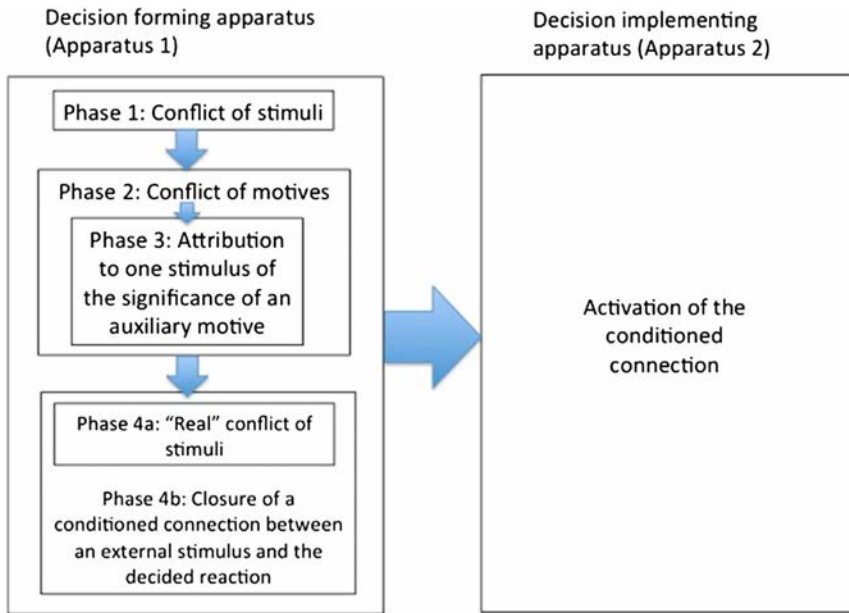 Decision forming apparatus
(Apparatus 1)
Phase 1: Conflict of stimuli
Phase 2: Conflict of motives
Phase 3: Attribution
to one stimulus of
the significance of an
auxiliary motive
Phase 4a: “Real” conflict of
stimuli
Phase 4b: Closure of a
conditioned connection between
an external stimulus and the
decided reaction
Decision implementing
apparatus (Apparatus 2)
Activation of the
conditioned
connection